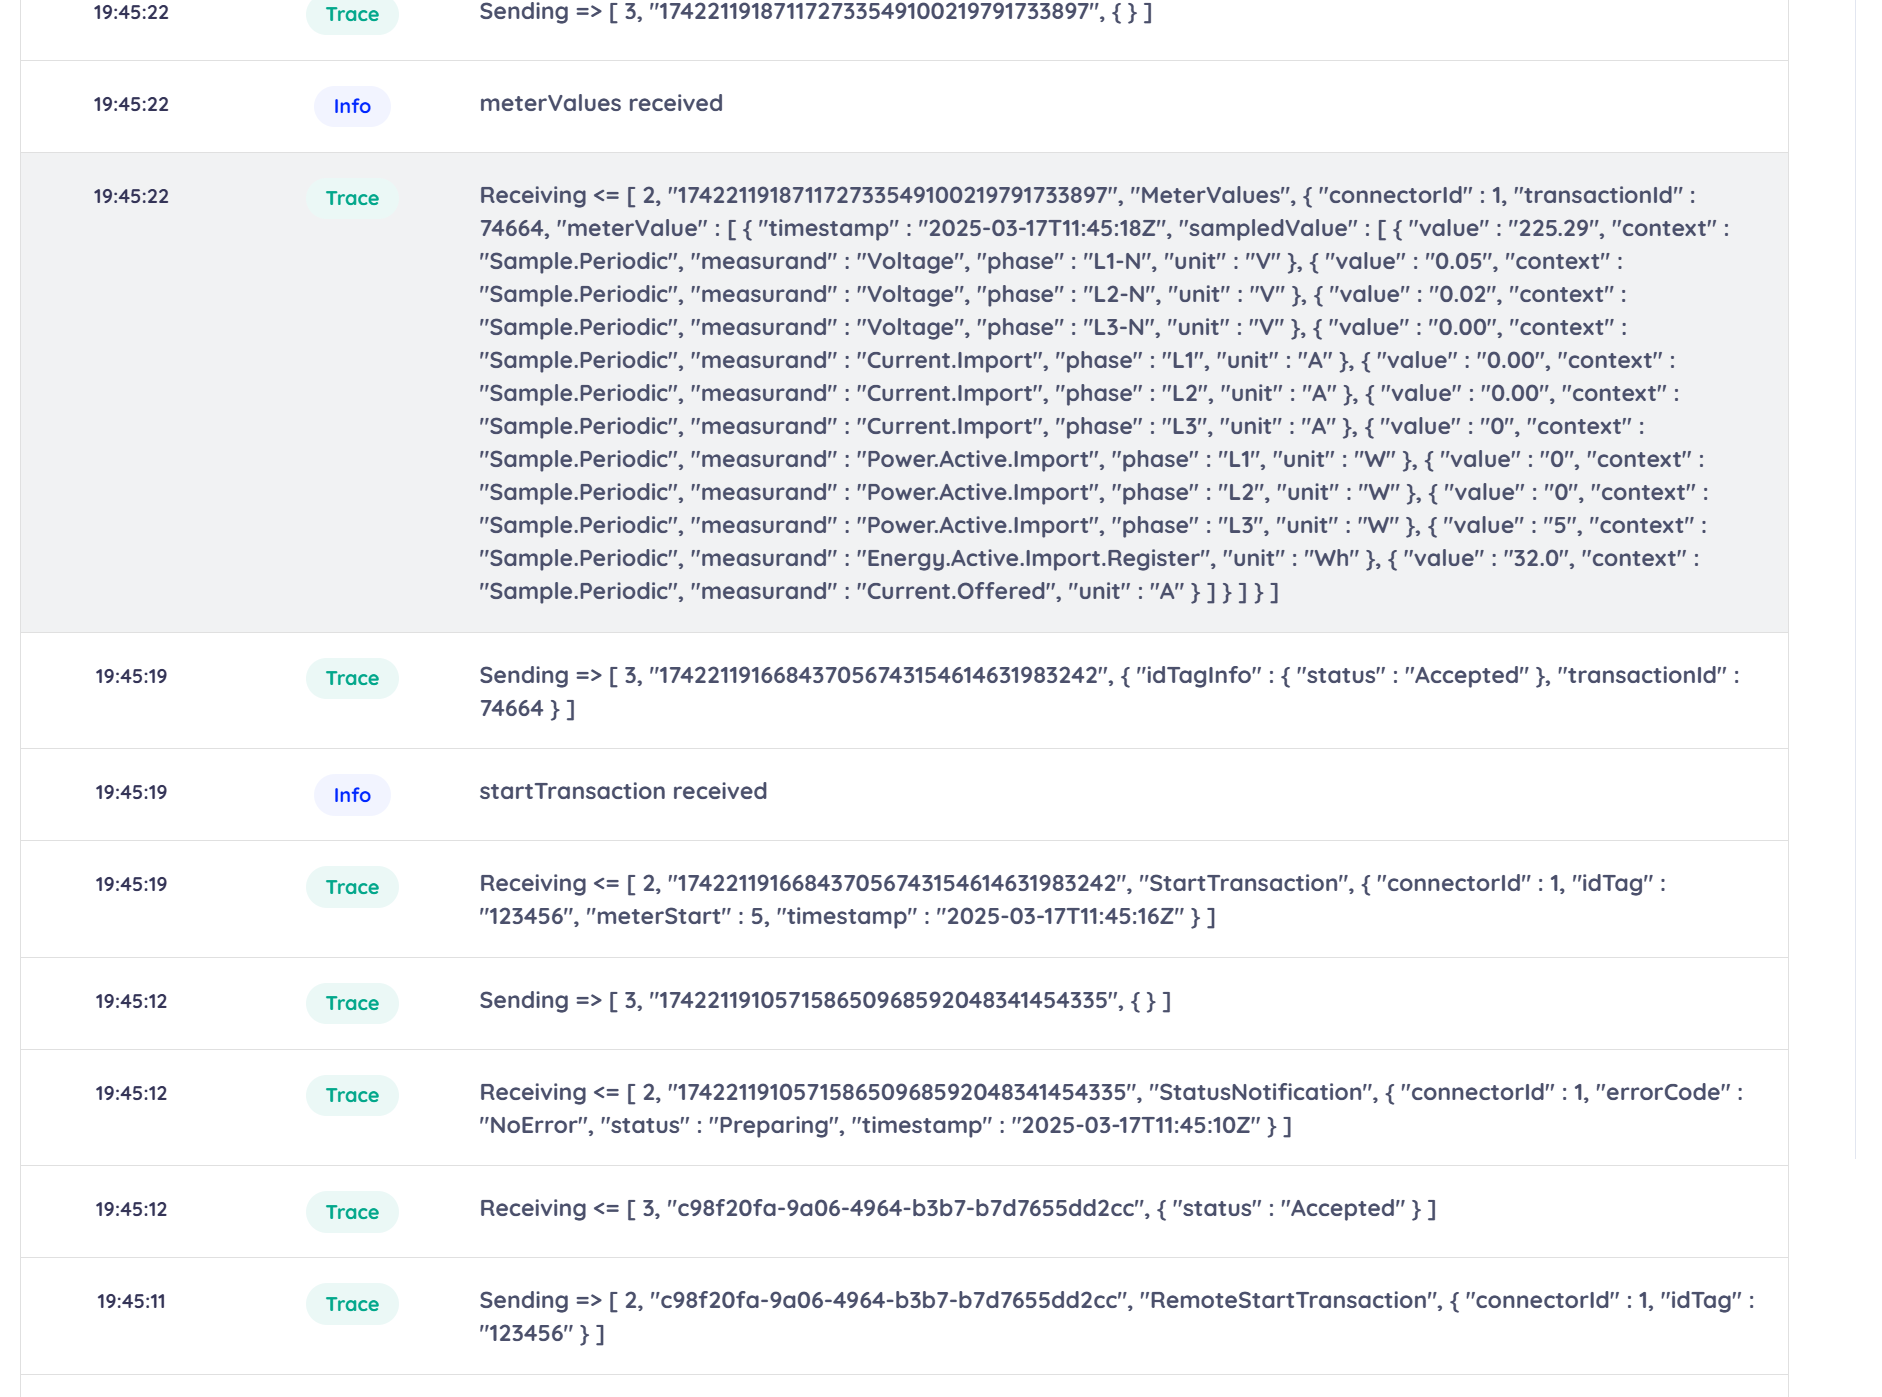 19:45:22 Trace Sending => [ 3, "174221191871172733549100219791733897", { } ]
19:45:22 Info meterValues received
19:45:22 Trace Receiving <= [ 2, "174221191871172733549100219791733897", "MeterValues", { "connectorId" : 1, "transactionId" :
74664, "meterValue" : [ { "timestamp" : "2025-03-17T11:45:18Z", "sampledValue" : [ { "value" : "225.29", "context" :
"Sample.Periodic", "measurand" : "Voltage", "phase" : "L1-N", "unit" : "V" }, { "value" : "0.05", "context" :
"Sample.Periodic", "measurand" : "Voltage", "phase" : "L2-N", "unit" : "V" }, { "value" : "0.02", "context" :
"Sample.Periodic", "measurand" : "Voltage", "phase" : "L3-N", "unit" : "V" }, { "value" : "0.00", "context" :
"Sample.Periodic", "measurand" : "Current.Import", "phase" : "L1", "unit" : "A" }, { "value" : "0.00", "context" :
"Sample.Periodic", "measurand" : "Current.Import", "phase" : "L2", "unit" : "A" }, { "value" : "0.00", "context" :
"Sample.Periodic", "measurand" : "Current.Import", "phase" : "L3", "unit" : "A" }, { "value" : "0", "context" :
"Sample.Periodic", "measurand" : "Power.Active.Import", "phase" : "L1", "unit" : "W" }, { "value" : "0", "context" :
"Sample.Periodic", "measurand" : "Power.Active.Import", "phase" : "L2", "unit" : "W" }, { "value" : "0", "context" :
"Sample.Periodic", "measurand" : "Power.Active.Import", "phase" : "L3", "unit" : "W" }, { "value" : "5", "context" :
"Sample.Periodic", "measurand" : "Energy.Active.Import.Register", "unit" : "Wh" }, { "value" : "32.0", "context" :
"Sample.Periodic", "measurand" : "Current.Offered", "unit" : "A" } ] } ] } ]
19:45:19 Trace Sending => [ 3, "1742211916684370567431546146319832​42", { "idTagInfo" : { "status" : "Accepted" }, "transactionId" :
74664 } ]
19:45:19 Info startTransaction received
19:45:19 Trace Receiving <= [ 2, "174221191668437056743154614631983242", "StartTransaction", { "connectorId" : 1, "idTag" :
"123456", "meterStart" : 5, "timestamp" : "2025-03-17T11:45:16Z" } ]
19:45:12 Trace Sending => [ 3, "174221191057158650968592048341454335", { } ]
19:45:12 Trace Receiving <= [ 2, "174221191057158650968592048341454335", "StatusNotification", { "connectorId" : 1, "errorCode" :
"NoError", "status" : "Preparing", "timestamp" : "2025-03-17T11:45:10Z" } ]
19:45:12 Trace Receiving <= [ 3, "c98f20fa-9a06-4964-b3b7-b7d7655dd2cc", { "status" : "Accepted" } ]
19:45:11 Trace Sending => [ 2, "c98f20fa-9a06-4964-b3b7-b7d7655dd2cc", "RemoteStartTransaction", { "connectorId" : 1, "idTag" :
"123456" } ]